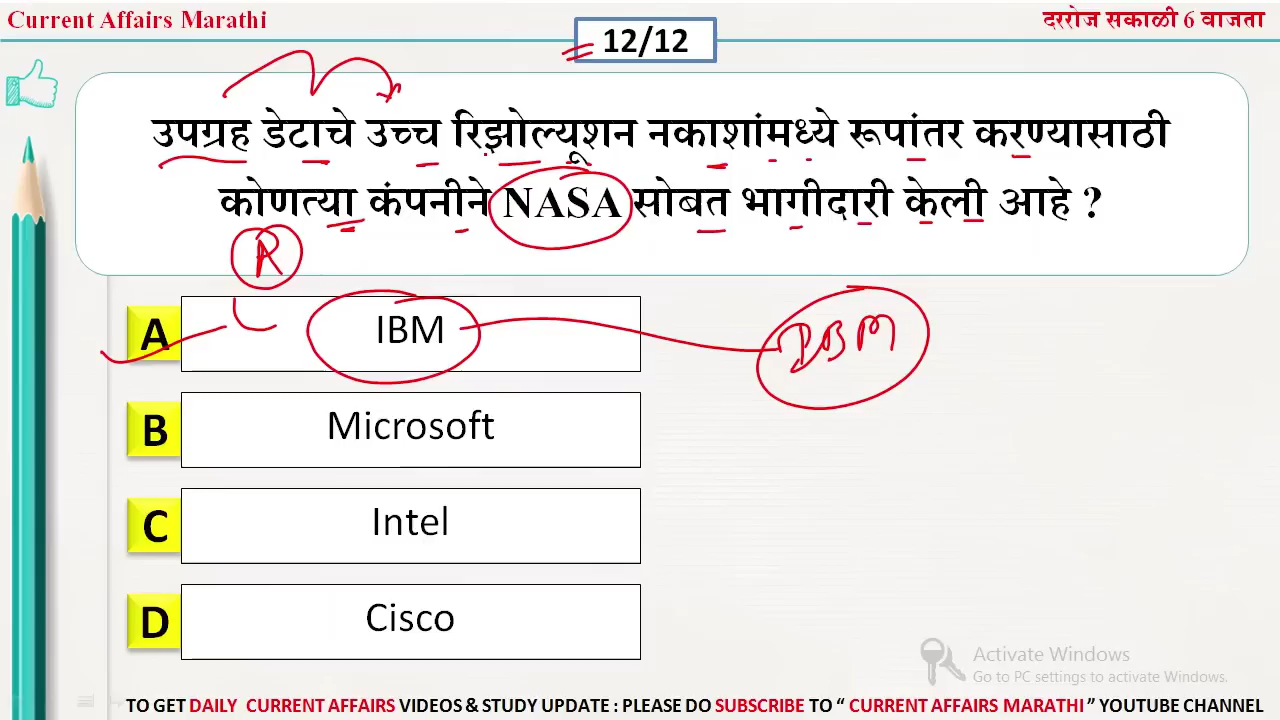 Current Affairs Marathi
दररोज सकाळी 6 वाजता
12/12
उपग्रह डेटाचे उच्च रिझोल्यूशन नकाशांमध्ये रूपांतर करण्यासाठी
कोणत्या कंपनीने NASA सोबत भागीदारी केली आहे ?
R
A IBM
IBM
B Microsoft
C Intel
D Cisco
Activate Windows
Go to PC settings to activate Windows.
TO GET DAILY CURRENT AFFAIRS VIDEOS & STUDY UPDATE : PLEASE DO SUBSCRIBE TO “ CURRENT AFFAIRS MARATHI ” YOUTUBE CHANNEL